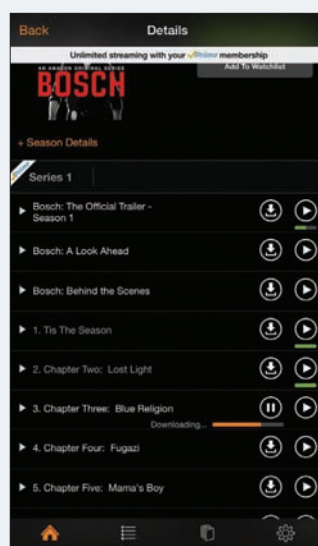 Back Details
Unlimited streaming with your Prime membership
AN AMAZON ORIGINAL SERIES
BOSCH
Add To Watchlist
+ Season Details
Prime
Series 1
Bosch: The Official Trailer -
Season 1
Bosch: A Look Ahead
Bosch: Behind the Scenes
1. Tis The Season
2. Chapter Two: Lost Light
3. Chapter Three: Blue Religion
Downloading...
4. Chapter Four: Fugazi
5. Chapter Five: Mama's Boy